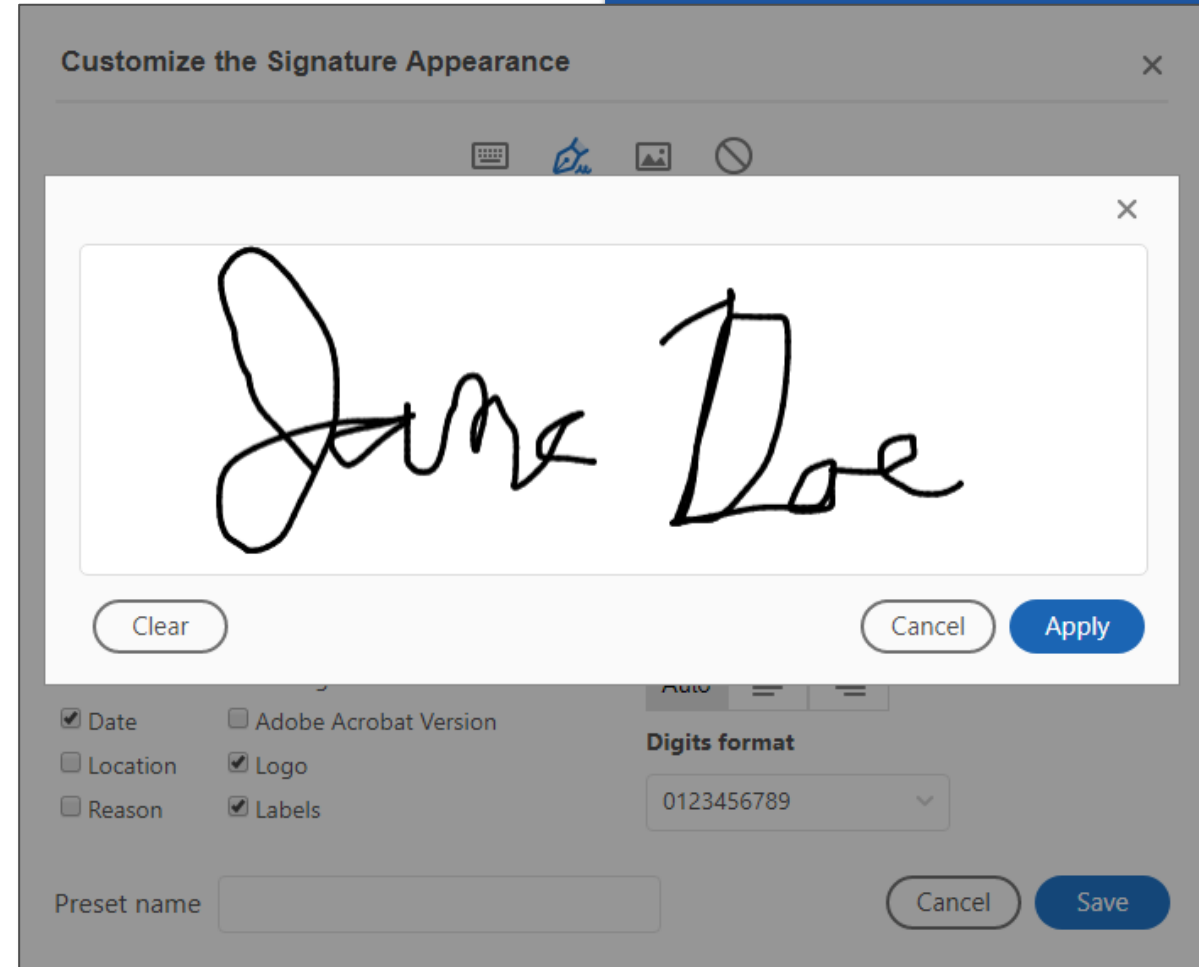 Customize the Signature Appearance
Jane Doe
Clear Cancel Apply
Auto
Date Adobe Acrobat Version
Digits format
Location Logo
0123456789
Reason Labels
Preset name Cancel Save